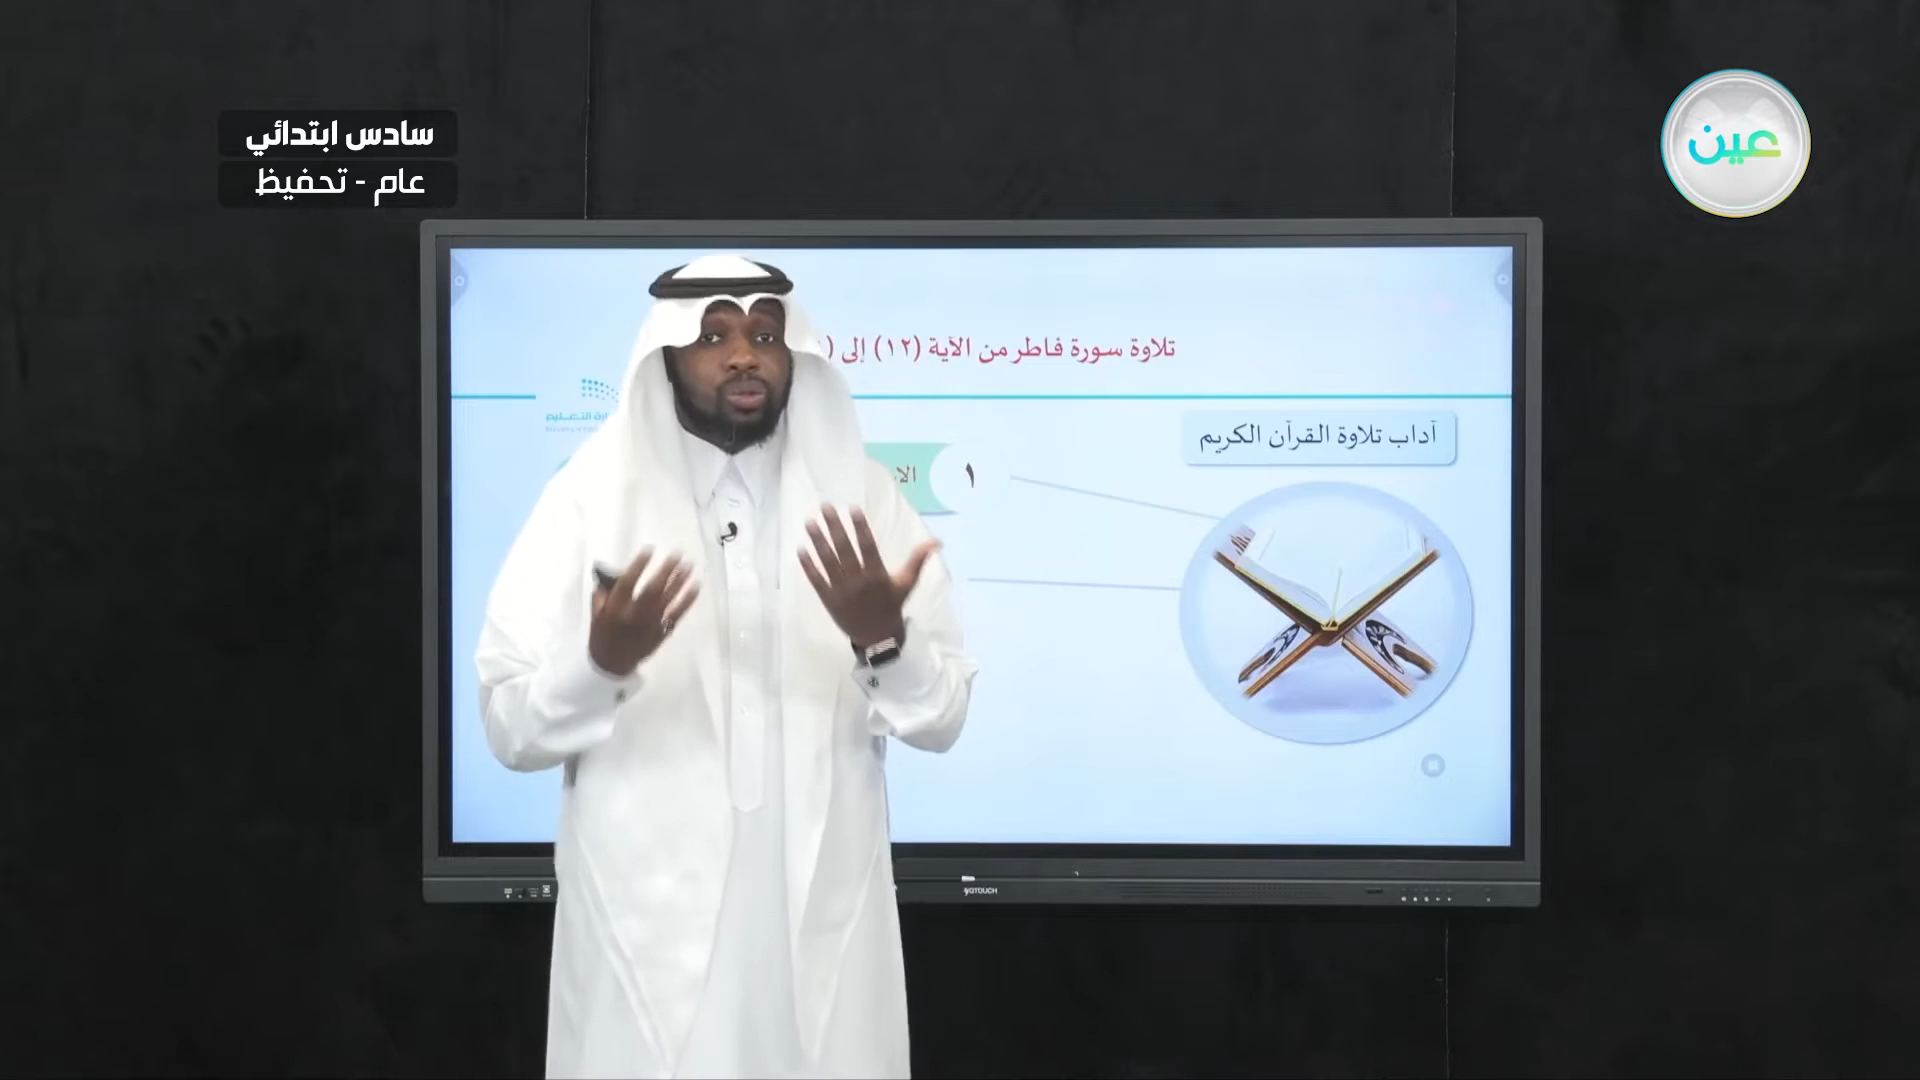 سادس ابتدائي
عام - تحفيظ
عين
تلاوة سورة فاطر من الآية (١٢) إلى
آداب تلاوة القرآن الكريم
١